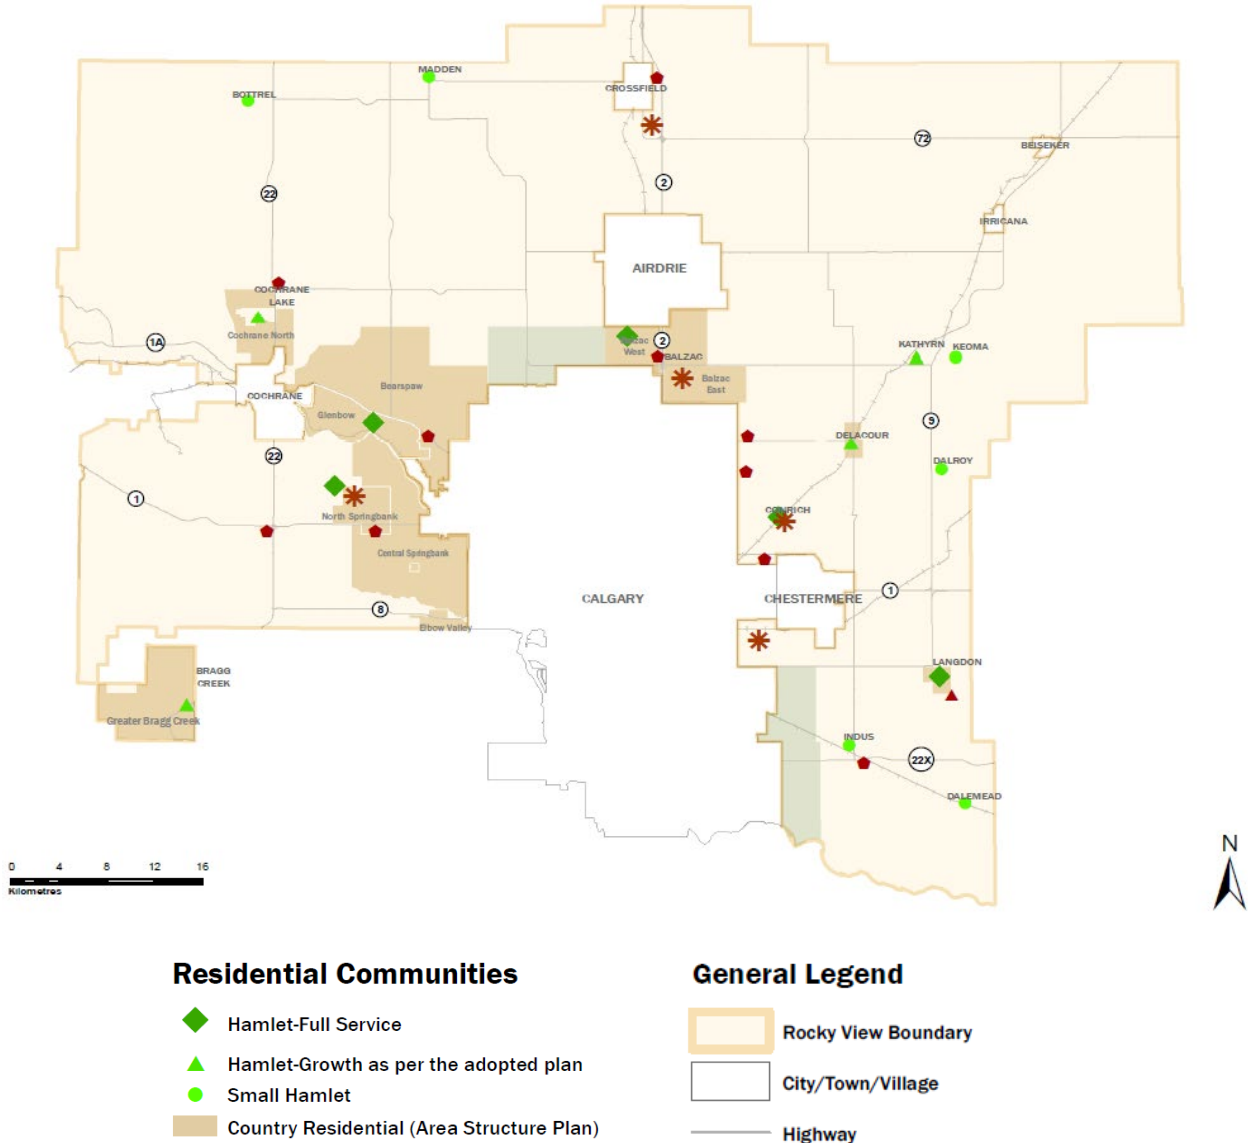 MADDEN
BOTTREL
CROSSFIELD
72
BEISEKER
22
2
IRRICANA
AIRDRIE
COCHRANE
LAKE
Cochrane North
1A
2
Balzac
West
BALZAC
KATHYRN
KEOMA
Bearspaw
Balzac
East
COCHRANE
Glenbow
9
DELACOUR
22
DALROY
1
North Springbank
CONRICH
Central Springbank
CALGARY
CHESTERMERE
1
8
Elbow Valley
BRAGG
CREEK
LANGDON
Greater Bragg Creek
INDUS
22X
DALEMEAD
0 4 8 12 16
Kilometres
N
Residential Communities
Hamlet-Full Service
Hamlet-Growth as per the adopted plan
Small Hamlet
Country Residential (Area Structure Plan)
General Legend
Rocky View Boundary
City/Town/Village
Highway